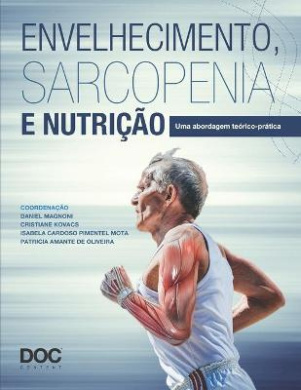 ENVELHECIMENTO,
SARCOPENIA
E NUTRIÇÃO Uma abordagem teórico-prática
COORDENAÇÃO
DANIEL MAGNONI
CRISTIANE KOVACS
ISABELA CARDOSO PIMENTEL MOTA
PATRICIA AMANTE DE OLIVEIRA
DOC
CONTENT